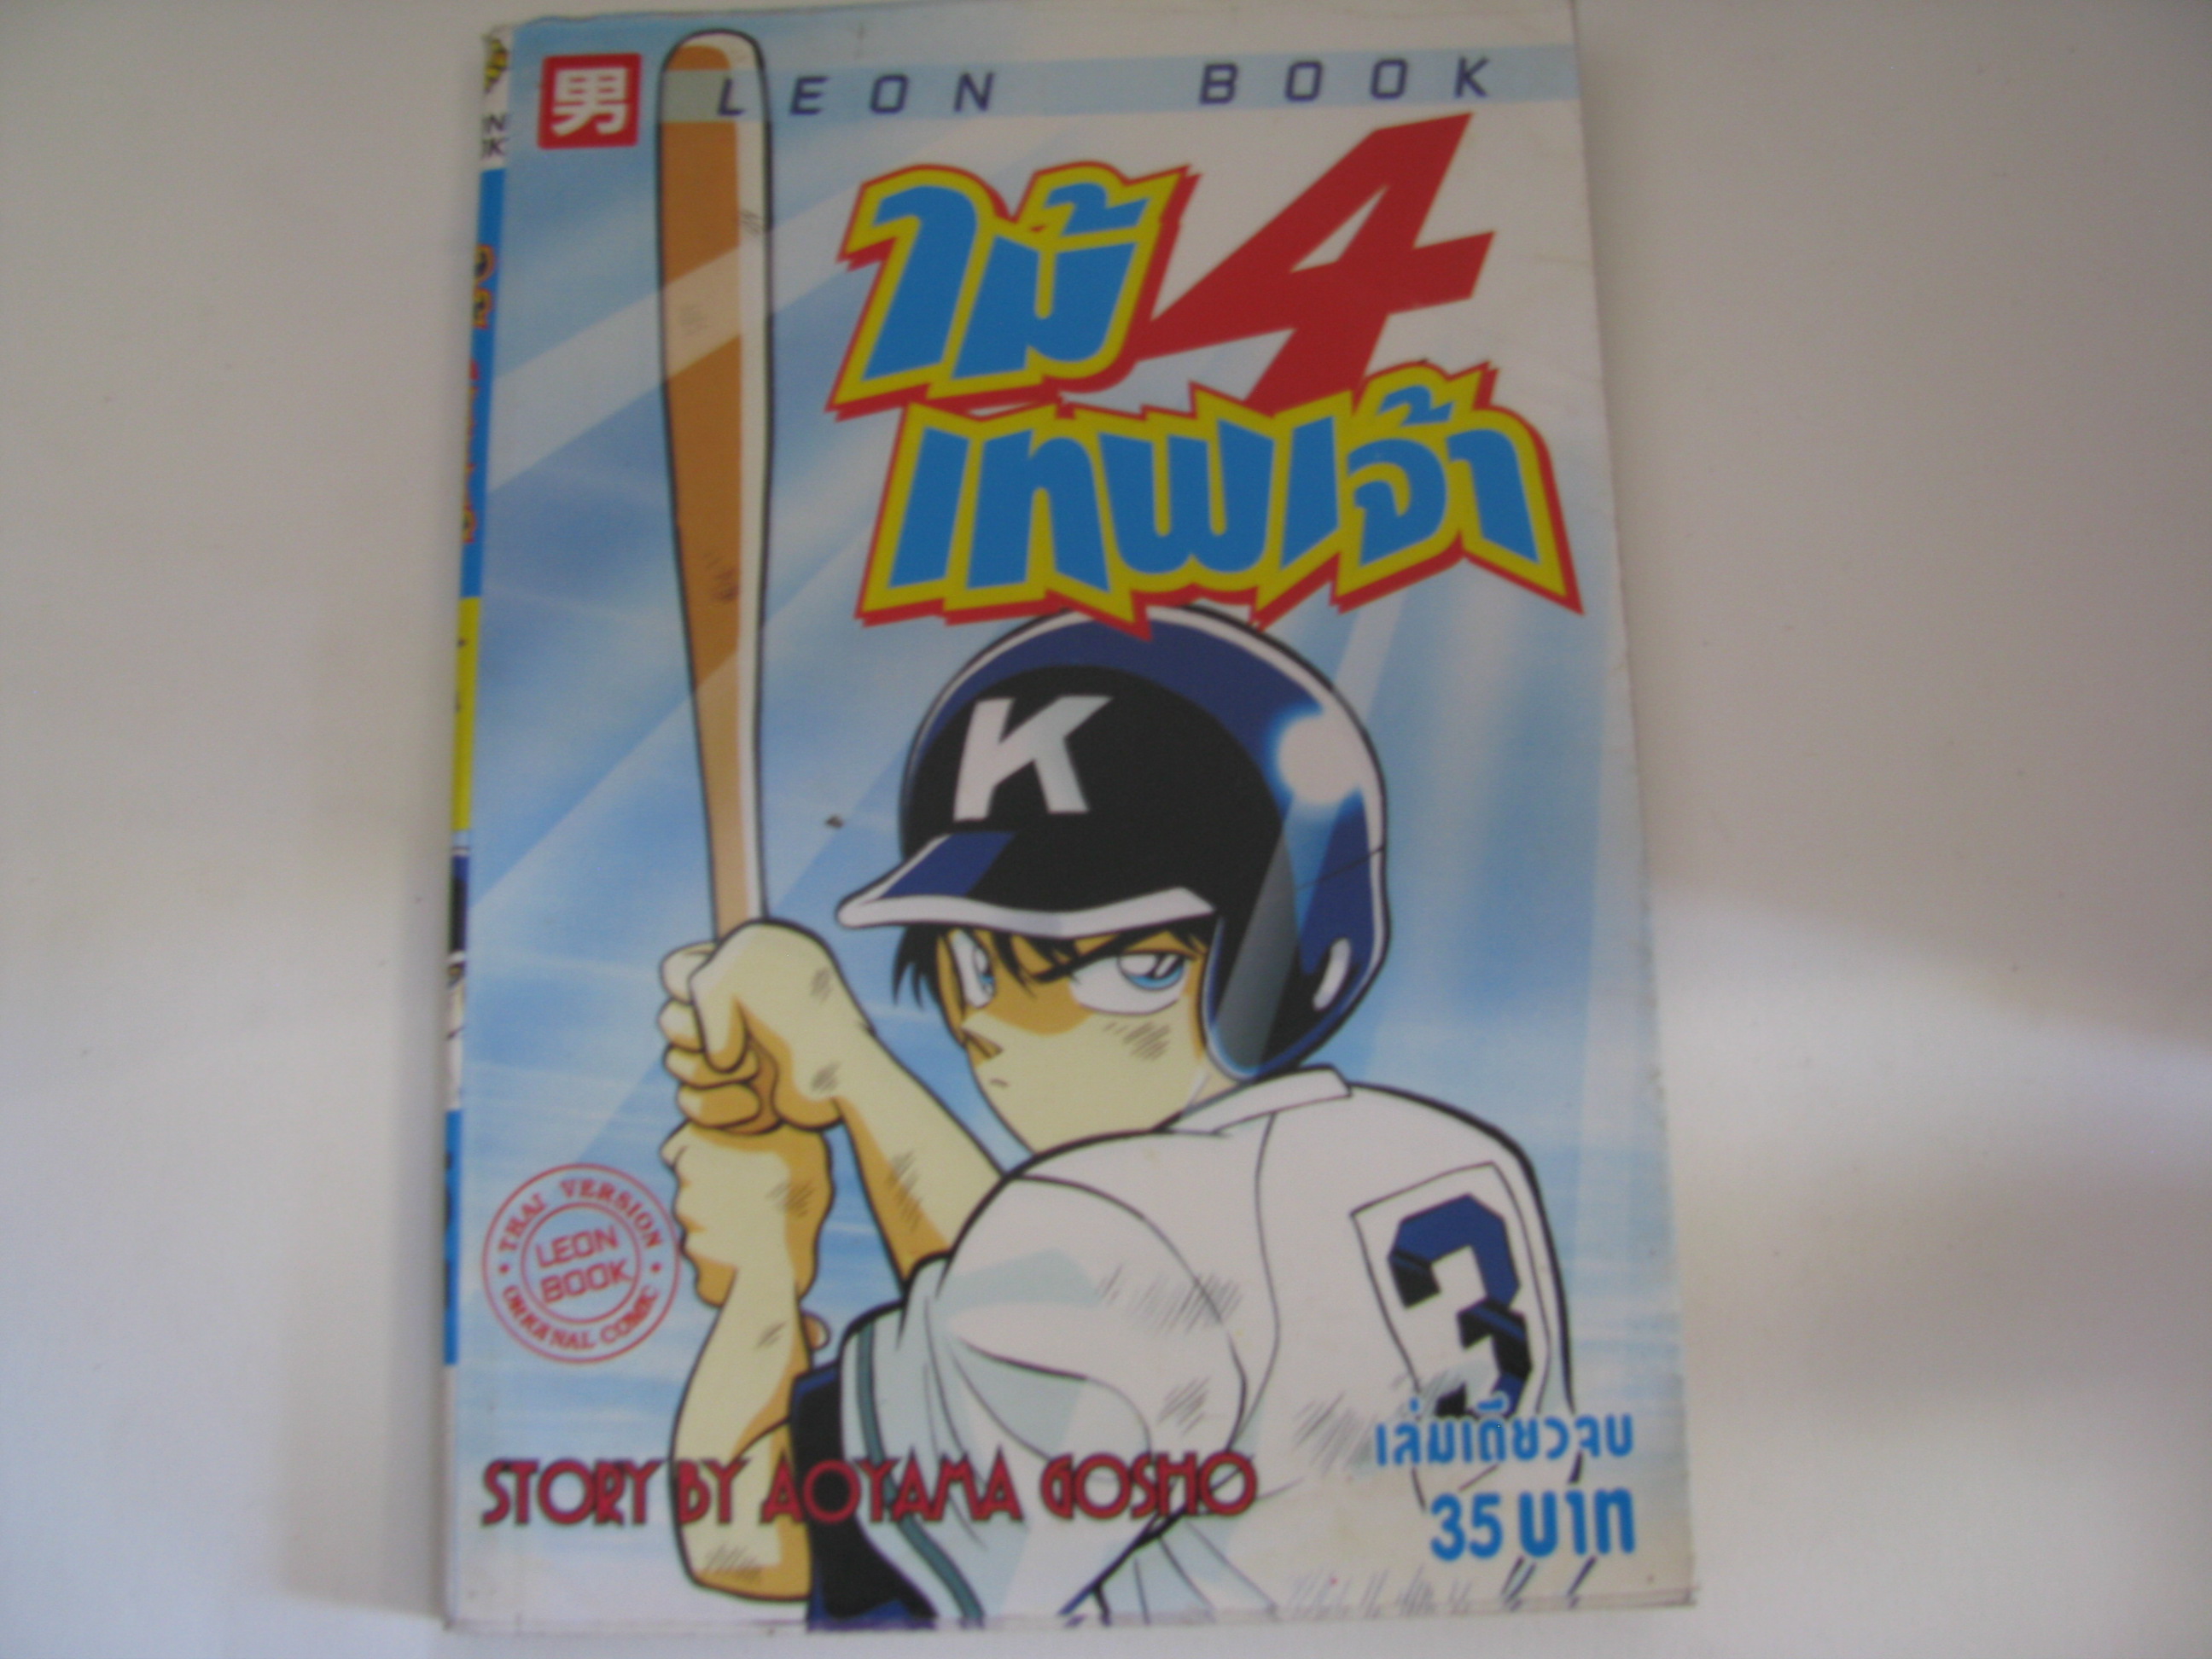 男
LEON BOOK
ไม้ 4
เทพเจ้า
K
THAI VERSION
LEON
BOOK
ORIGINAL COMIC
3
เล่มเดียวจบ
STORY BY AOYAMA GOSHO
35 บาท